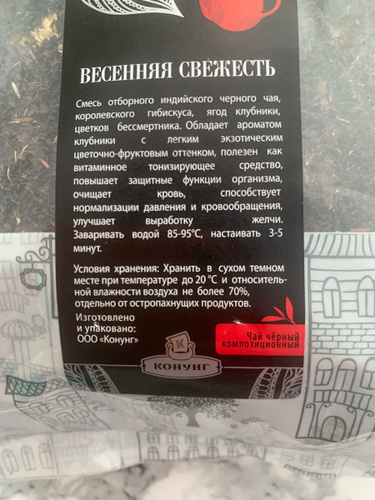 ВЕСЕННЯЯ СВЕЖЕСТЬ
Смесь отборного индийского черного чая,
королевского гибискуса, ягод клубники,
цветков бессмертника. Обладает ароматом
клубники с легким экзотическим
цветочно-фруктовым оттенком, полезен как
витаминное тонизирующее средство,
повышает защитные функции организма,
очищает кровь, способствует
нормализации давления и кровообращения,
улучшает выработку желчи.
Заваривать водой 85-95°С, настаивать 3-5
минут.
Условия хранения: Хранить в сухом темном
месте при температуре до 20 °С и относитель-
ной влажности воздуха не более 70%,
отдельно от остропахнущих продуктов.
Изготовлено
и упаковано:
ООО «Конунг»
Чай чёрный
композиционный
К
КОНУНГ